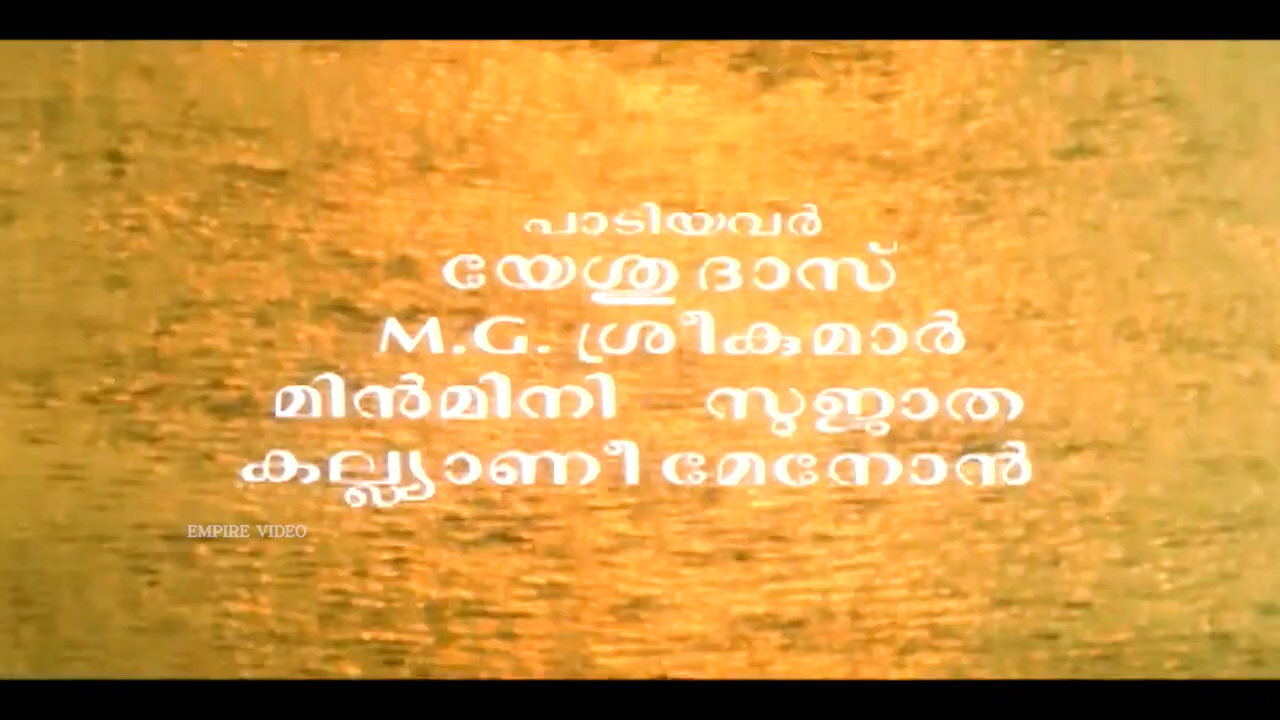 പാടിയവർ
യേശുദാസ്
M.G. ശ്രീകുമാർ
മിൻമിനി സുജാത
കല്ല്യാണീ മേനോൻ
EMPIRE VIDEO